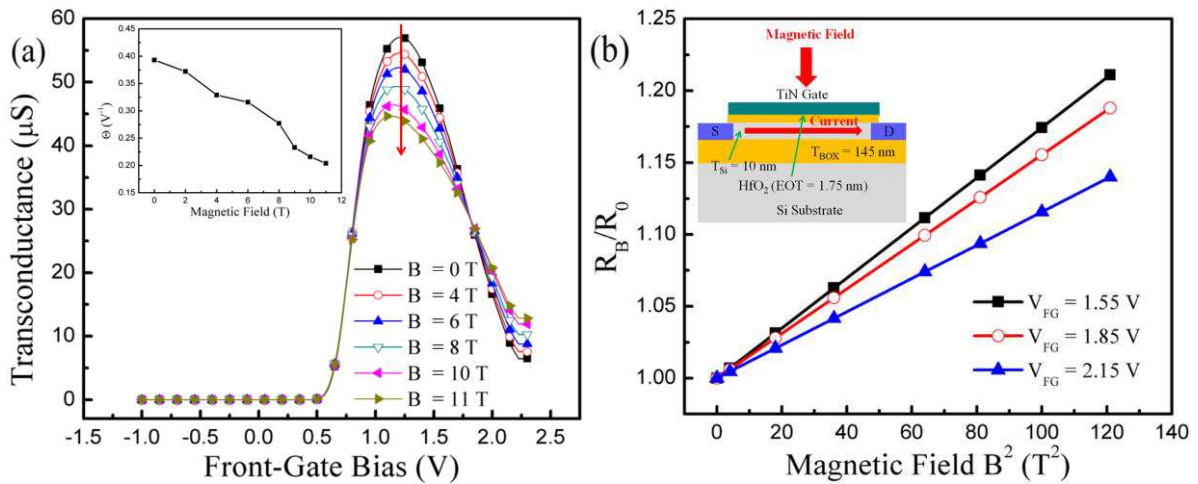 (a)
Transconductance (µS)
60
50
40
30
20
10
0
-1.5 -1.0 -0.5 0.0 0.5 1.0 1.5 2.0 2.5
Front-Gate Bias (V)
Θ (V⁻¹)
0.45
0.40
0.35
0.30
0.25
0.20
0.15
0 2 4 6 8 10 12
Magnetic Field (T)
B = 0 T
B = 4 T
B = 6 T
B = 8 T
B = 10 T
B = 11 T
(b)
R_B/R_0
1.25
1.20
1.15
1.10
1.05
1.00
0 20 40 60 80 100 120 140
Magnetic Field B² (T²)
Magnetic Field
TiN Gate
Current
S
D
T_Si = 10 nm
T_BOX = 145 nm
HfO₂ (EOT = 1.75 nm)
Si Substrate
V_FG = 1.55 V
V_FG = 1.85 V
V_FG = 2.15 V